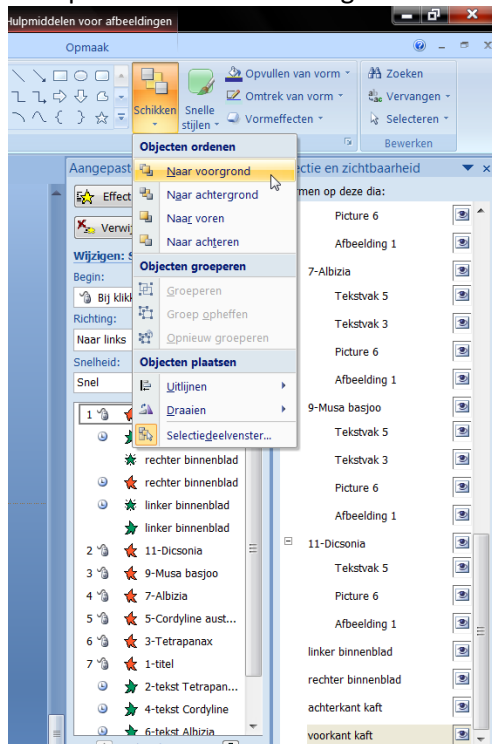 Hulpmiddelen voor afbeeldingen
Opmaak
Schikken
Snelle
stijlen
Opvullen van vorm
Omtrek van vorm
Vormeffecten
Zoeken
Vervangen
Selecteren
Bewerken
Objecten ordenen
Naar voorgrond
Naar achtergrond
Naar voren
Naar achteren
Objecten groeperen
Groeperen
Groep opheffen
Opnieuw groeperen
Objecten plaatsen
Uitlijnen
Draaien
Selectiedeelvenster...
Aangepast
Effect
Verwij
Wijzigen: S
Begin:
Bij klik
Richting:
Naar links
Snelheid:
Snel
1
rechter binnenblad
rechter binnenblad
linker binnenblad
linker binnenblad
2 11-Dicsonia
3 9-Musa basjoo
4 7-Albizia
5 5-Cordyline aust...
6 3-Tetrapanax
7 1-titel
2-tekst Tetrapan...
4-tekst Cordyline
6-tekst Albizia
ctie en zichtbaarheid
men op deze dia:
Picture 6
Afbeelding 1
7-Albizia
Tekstvak 5
Tekstvak 3
Picture 6
Afbeelding 1
9-Musa basjoo
Tekstvak 5
Tekstvak 3
Picture 6
Afbeelding 1
11-Dicsonia
Tekstvak 5
Picture 6
Afbeelding 1
linker binnenblad
rechter binnenblad
achterkant kaft
voorkant kaft